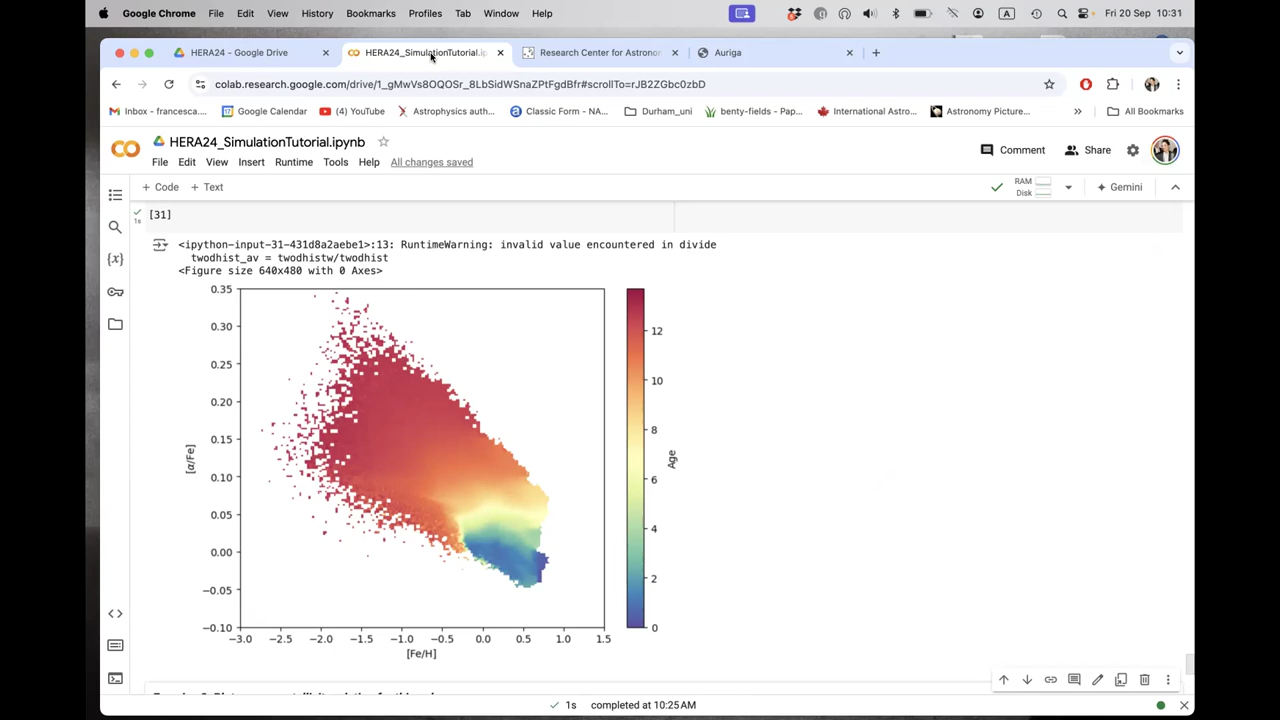 Google Chrome File Edit View History Bookmarks Profiles Tab Window Help A Fri 20 Sep 10:31
HERA24 - Google Drive HERA24_SimulationTutorial.ip Research Center for Astronon Auriga
colab.research.google.com/drive/1_gMwVs8OQOSr_8LbSidWSnaZPtFgdBfr#scrollTo=rJB2ZGbc0zbD
Inbox - francesca.... Google Calendar (4) YouTube Astrophysics auth... Classic Form - NA... Durham_uni benty-fields - Pap... International Astro... Astronomy Picture... » All Bookmarks
HERA24_SimulationTutorial.ipynb
Comment Share
File Edit View Insert Runtime Tools Help All changes saved
+ Code + Text RAM Disk Gemini
[31]
1s
<ipython-input-31-431d8a2aebe1>:13: RuntimeWarning: invalid value encountered in divide
twodhist_av = twodhistw/twodhist
<Figure size 640x480 with 0 Axes>
0.35
0.30
0.25
0.20
0.15
0.10
0.05
0.00
−0.05
−0.10
[α/Fe]
−3.0 −2.5 −2.0 −1.5 −1.0 −0.5 0.0 0.5 1.0 1.5
[Fe/H]
12
10
8
6
4
2
0
Age
{x}
1s completed at 10:25 AM